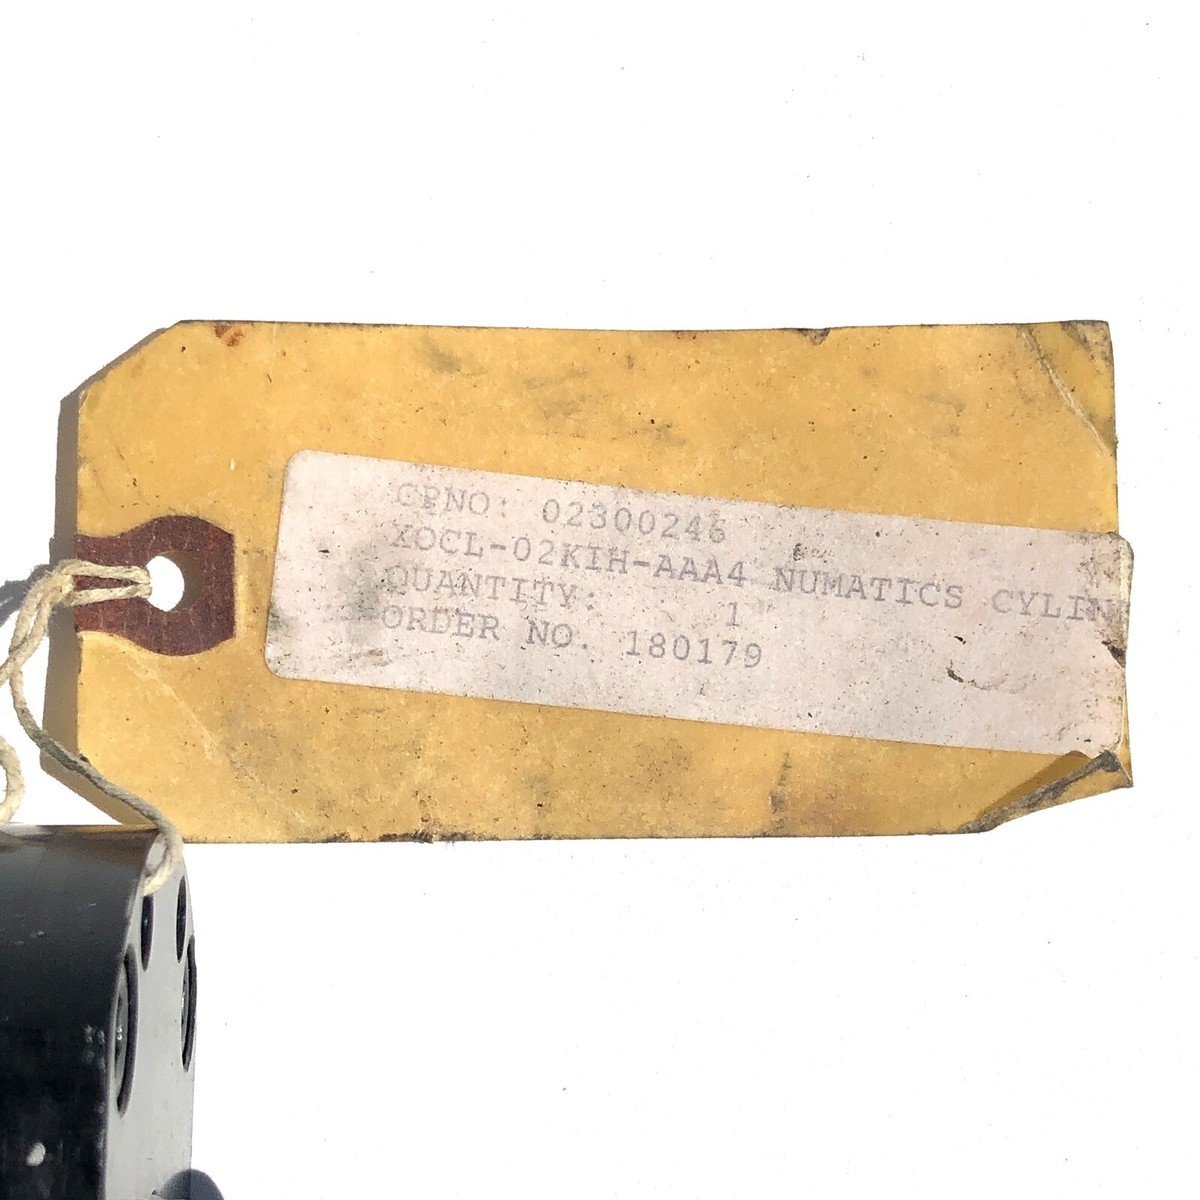 CPNO: 02300246
XOCL-02KIH-AAA4 NUMATICS CYLIN
QUANTITY: 1
ORDER NO. 180179